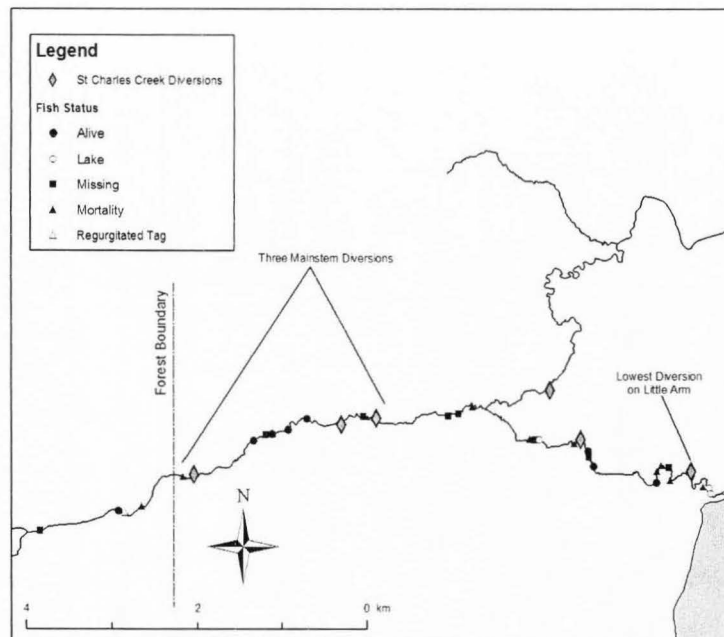 Legend
St Charles Creek Diversions
Fish Status
Alive
Lake
Missing
Mortality
Regurgitated Tag
Three Mainstem Diversions
Forest Boundary
Lowest Diversion
on Little Arm
N
4 2 0 km